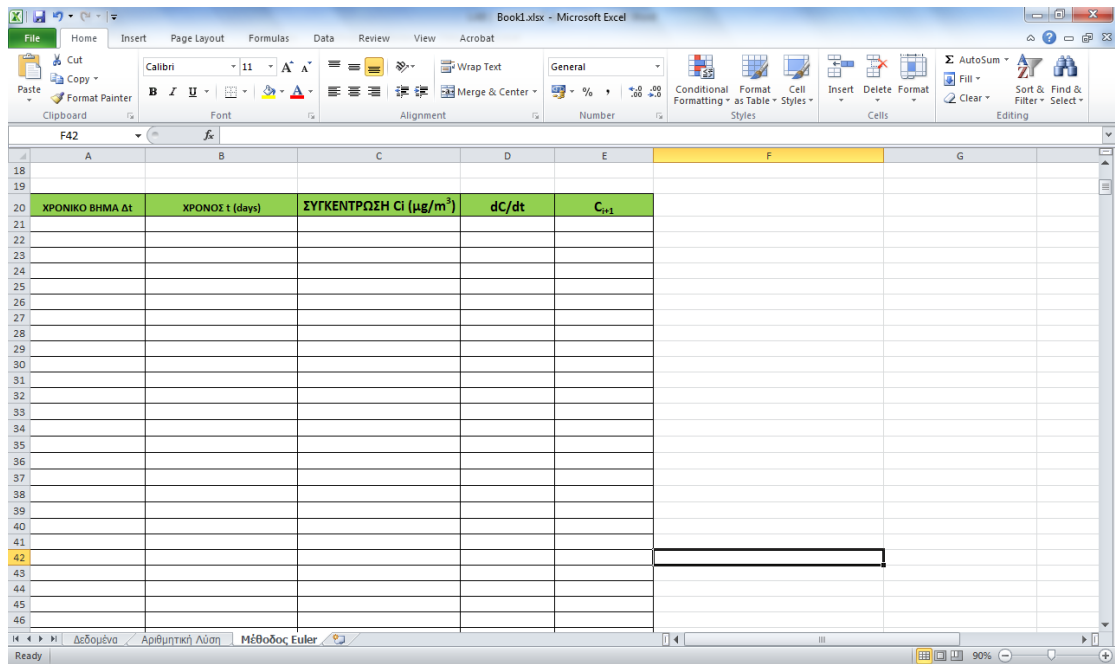 Book1.xlsx - Microsoft Excel
File Home Insert Page Layout Formulas Data Review View Acrobat
Paste
Cut
Copy
Format Painter
Clipboard
Calibri 11
B I U
Font
Wrap Text
Merge & Center
Alignment
General
Number
Conditional Formatting
Format as Table
Cell Styles
Styles
Insert Delete Format
Cells
Σ AutoSum
Fill
Clear
Sort & Filter
Find & Select
Editing
F42 fx
A B C D E F G
18
19
20 ΧΡΟΝΙΚΟ ΒΗΜΑ Δt ΧΡΟΝΟΣ t (days) ΣΥΓΚΕΝΤΡΩΣΗ Ci (μg/m³) dC/dt Ci+1
21
22
23
24
25
26
27
28
29
30
31
32
33
34
35
36
37
38
39
40
41
42
43
44
45
46
Δεδομένα Αριθμητική Λύση Μέθοδος Euler
Ready 90%